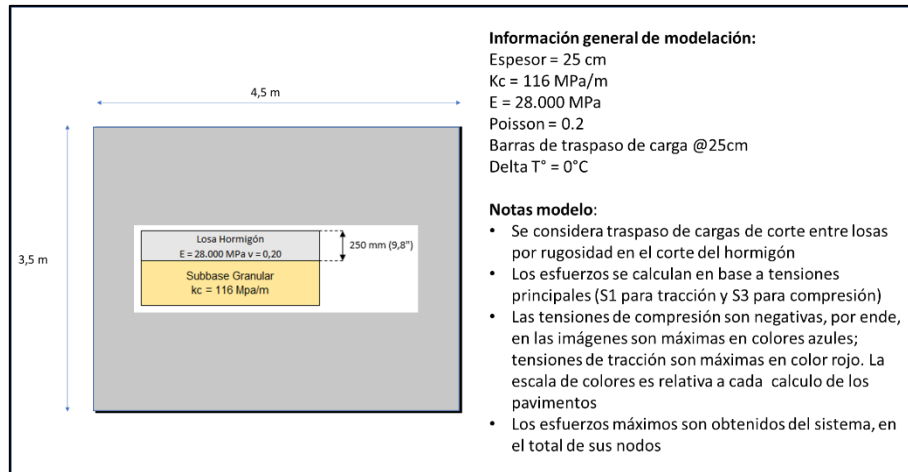 4,5 m
3,5 m
Losa Hormigón
E = 28.000 MPa v = 0,20
250 mm (9,8")
Subbase Granular
kc = 116 Mpa/m
Información general de modelación:
Espesor = 25 cm
Kc = 116 MPa/m
E = 28.000 MPa
Poisson = 0.2
Barras de traspaso de carga @25cm
Delta T° = 0°C
Notas modelo:
• Se considera traspaso de cargas de corte entre losas
por rugosidad en el corte del hormigón
• Los esfuerzos se calculan en base a tensiones
principales (S1 para tracción y S3 para compresión)
• Las tensiones de compresión son negativas, por ende,
en las imágenes son máximas en colores azules;
tensiones de tracción son máximas en color rojo. La
escala de colores es relativa a cada calculo de los
pavimentos
• Los esfuerzos máximos son obtenidos del sistema, en
el total de sus nodos